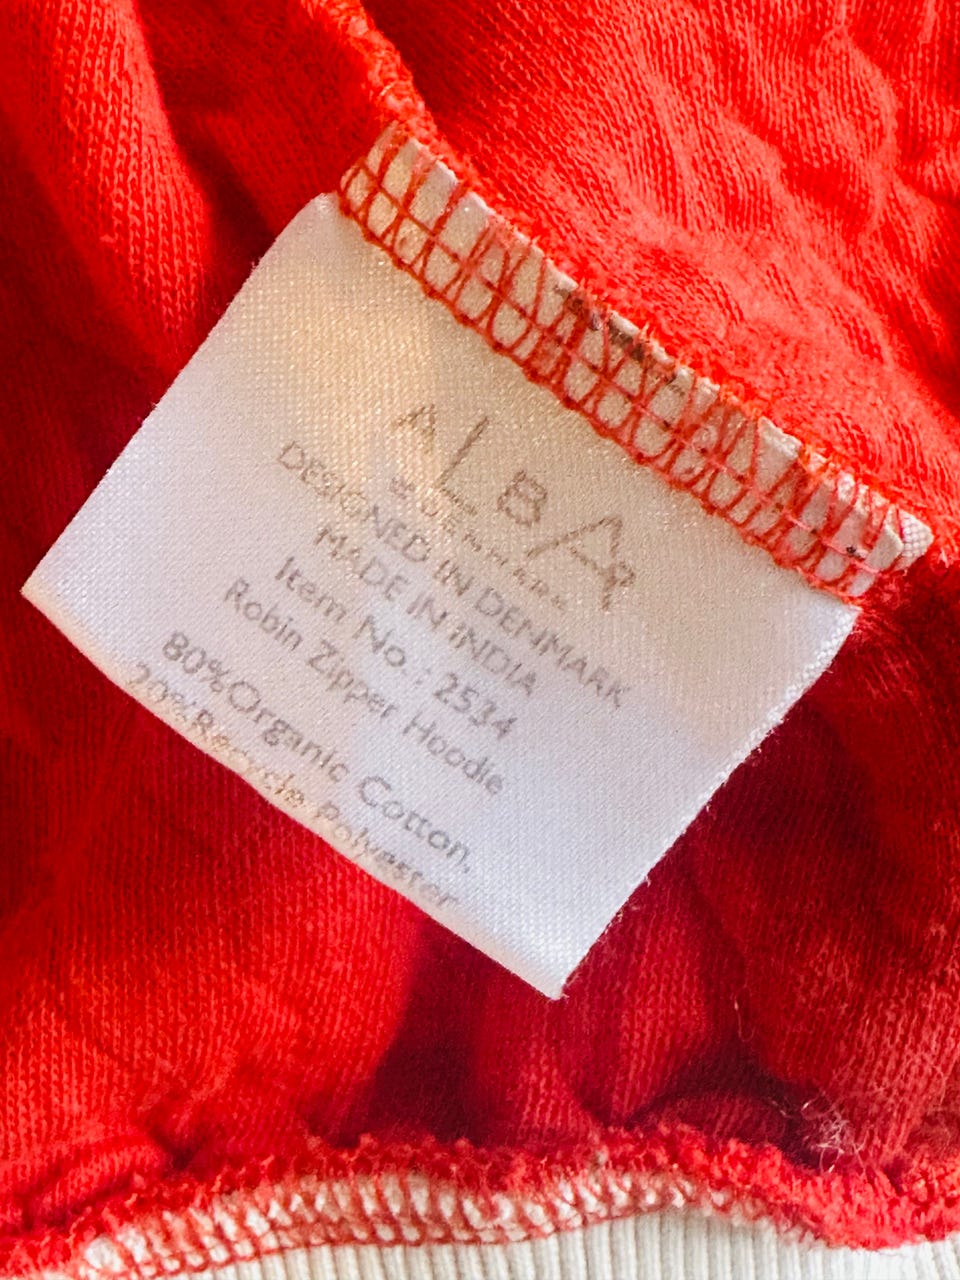 ALBA
DENMARK
DESIGNED IN DENMARK
MADE IN INDIA
Item No.: 2534
Robin Zipper Hoodie
80%Organic Cotton,
20%Recycle Polyester